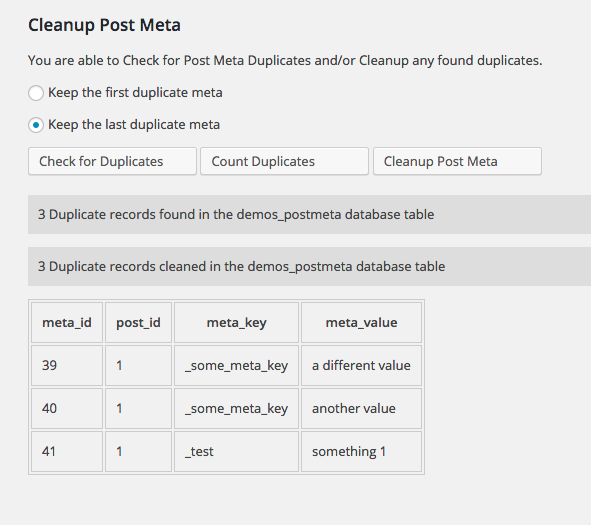 Cleanup Post Meta
You are able to Check for Post Meta Duplicates and/or Cleanup any found duplicates.
Keep the first duplicate meta
Keep the last duplicate meta
Check for Duplicates Count Duplicates Cleanup Post Meta
3 Duplicate records found in the demos_postmeta database table
3 Duplicate records cleaned in the demos_postmeta database table
meta_id post_id meta_key meta_value
39 1 _some_meta_key a different value
40 1 _some_meta_key another value
41 1 _test something 1